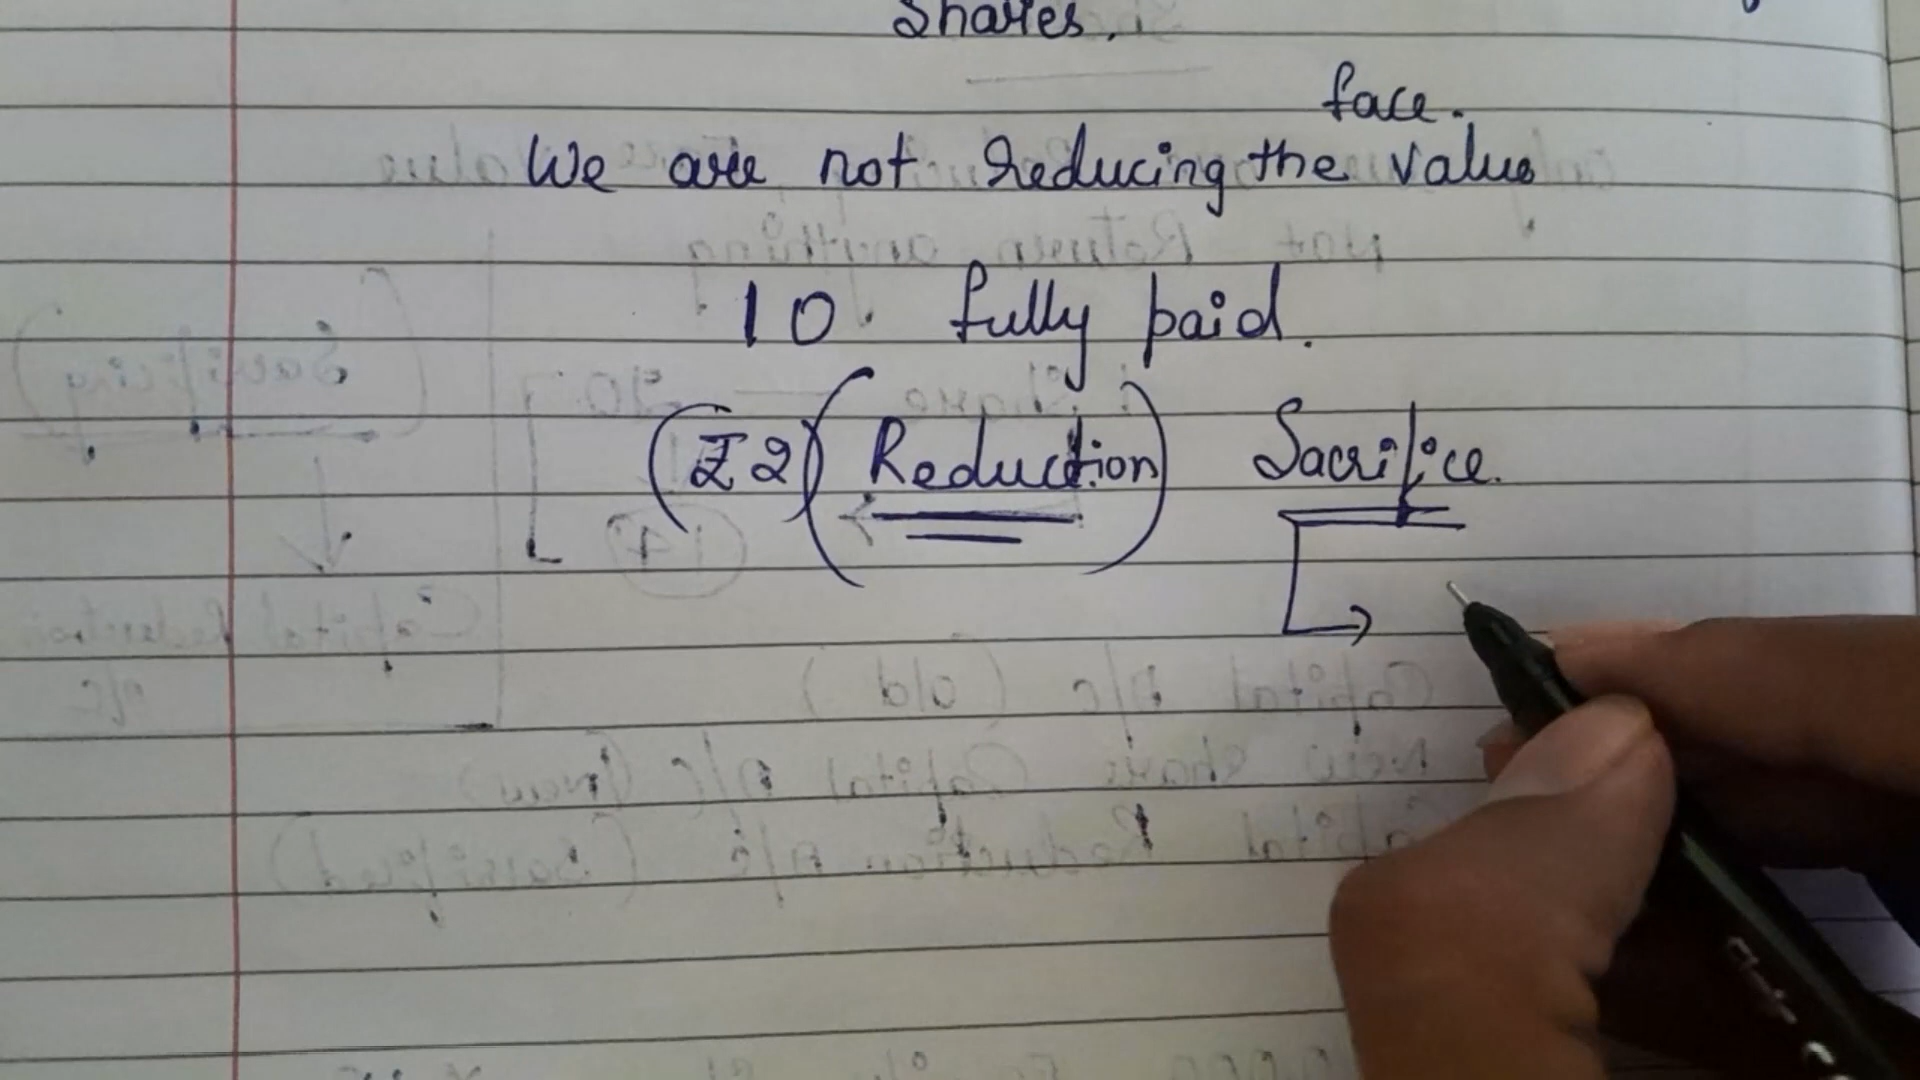 Shares.
face.
We are not Reducing the value
10 fully paid.
(₹2) (Reduction) Sacrifice.